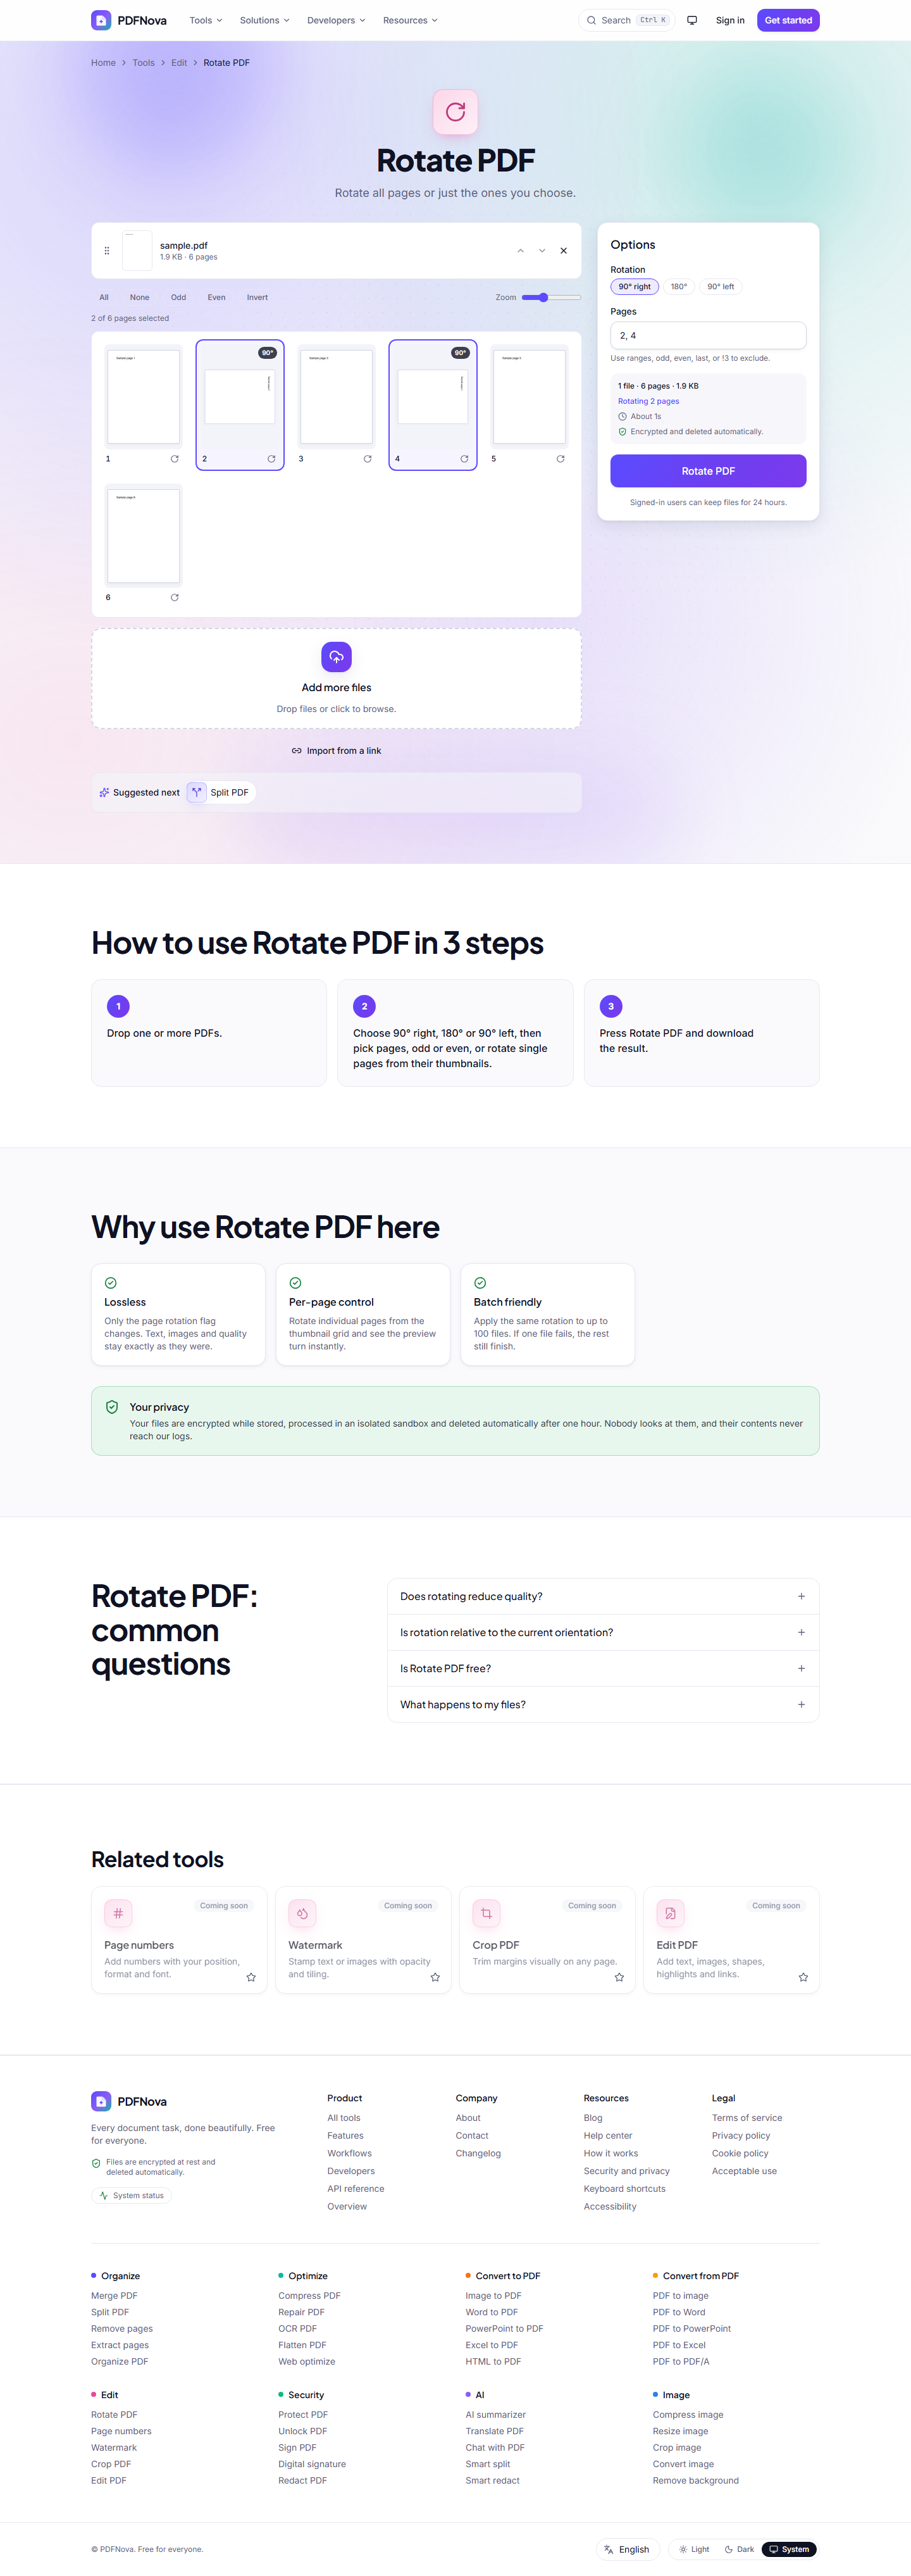 PDFNova Tools Solutions Developers Resources Search Ctrl K Sign in Get started
Home > Tools > Edit > Rotate PDF
Rotate PDF
Rotate all pages or just the ones you choose.
sample.pdf
1.9 KB · 6 pages
All None Odd Even Invert Zoom
2 of 6 pages selected
Sample page 1
90°
Sample page 3
90°
Sample page 5
1 2 3 4 5
Sample page 6
6
Add more files
Drop files or click to browse.
Import from a link
Suggested next Split PDF
Options
Rotation
90° right 180° 90° left
Pages
2, 4
Use ranges, odd, even, last, or !3 to exclude.
1 file · 6 pages · 1.9 KB
Rotating 2 pages
About 1s
Encrypted and deleted automatically.
Rotate PDF
Signed-in users can keep files for 24 hours.
How to use Rotate PDF in 3 steps
1
Drop one or more PDFs.
2
Choose 90° right, 180° or 90° left, then
pick pages, odd or even, or rotate single
pages from their thumbnails.
3
Press Rotate PDF and download
the result.
Why use Rotate PDF here
Lossless
Only the page rotation flag
changes. Text, images and quality
stay exactly as they were.
Per-page control
Rotate individual pages from the
thumbnail grid and see the preview
turn instantly.
Batch friendly
Apply the same rotation to up to
100 files. If one file fails, the rest
still finish.
Your privacy
Your files are encrypted while stored, processed in an isolated sandbox and deleted automatically after one hour. Nobody looks at them, and their contents never
reach our logs.
Rotate PDF:
common
questions
Does rotating reduce quality?
Is rotation relative to the current orientation?
Is Rotate PDF free?
What happens to my files?
Related tools
Coming soon
Page numbers
Add numbers with your position,
format and font.
Coming soon
Watermark
Stamp text or images with opacity
and tiling.
Coming soon
Crop PDF
Trim margins visually on any page.
Coming soon
Edit PDF
Add text, images, shapes,
highlights and links.
PDFNova
Every document task, done beautifully. Free
for everyone.
Files are encrypted at rest and
deleted automatically.
System status
Product
All tools
Features
Workflows
Developers
API reference
Overview
Company
About
Contact
Changelog
Resources
Blog
Help center
How it works
Security and privacy
Keyboard shortcuts
Accessibility
Legal
Terms of service
Privacy policy
Cookie policy
Acceptable use
Organize
Merge PDF
Split PDF
Remove pages
Extract pages
Organize PDF
Optimize
Compress PDF
Repair PDF
OCR PDF
Flatten PDF
Web optimize
Convert to PDF
Image to PDF
Word to PDF
PowerPoint to PDF
Excel to PDF
HTML to PDF
Convert from PDF
PDF to image
PDF to Word
PDF to PowerPoint
PDF to Excel
PDF to PDF/A
Edit
Rotate PDF
Page numbers
Watermark
Crop PDF
Edit PDF
Security
Protect PDF
Unlock PDF
Sign PDF
Digital signature
Redact PDF
AI
AI summarizer
Translate PDF
Chat with PDF
Smart split
Smart redact
Image
Compress image
Resize image
Crop image
Convert image
Remove background
© PDFNova. Free for everyone. English Light Dark System